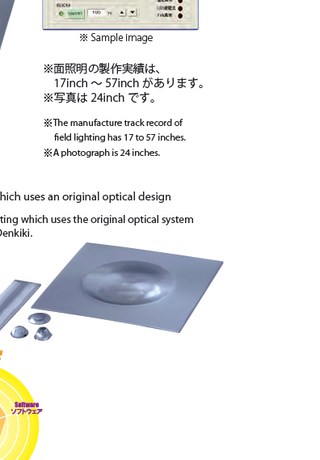 ※ Sample image
※面照明の製作実績は、
17inch ～ 57inch があります。
※写真は 24inch です。
※The manufacture track record of
field lighting has 17 to 57 inches.
※A photograph is 24 inches.
hich uses an original optical design
ting which uses the original optical system
Denkiki.
Software
ソフトウェア